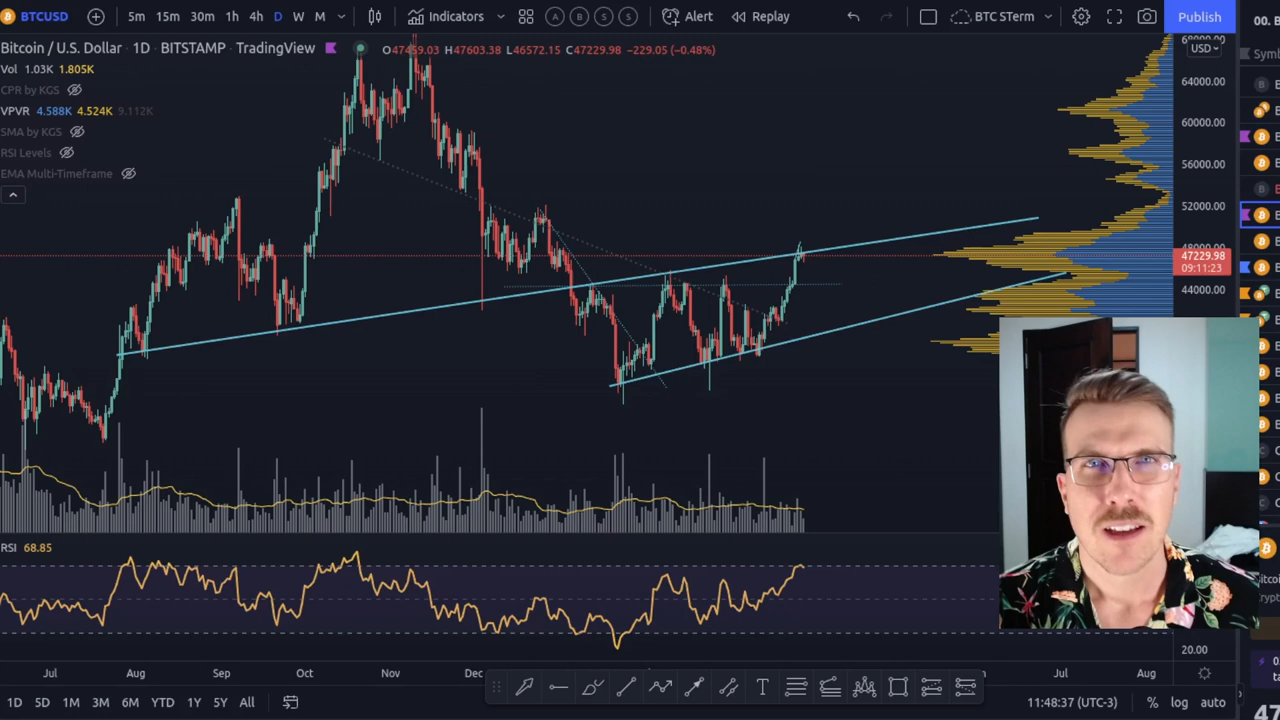 BTCUSD 5m 15m 30m 1h 4h D W M Indicators A B S S Alert Replay BTC STerm Publish 00. B
Bitcoin / U.S. Dollar · 1D · BITSTAMP · TradingView O47459.03 H47603.38 L46572.15 C47229.98 −229.05 (−0.48%) 68000.00 USD Symb
Vol 1.03K 1.805K
CPR by KGS
VPVR 4.588K 4.524K 9.112K
SMA by KGS
RSI Levels
EMA Multi-Timeframe
64000.00
60000.00
56000.00
52000.00
48000.00
47229.98
09:11:23
44000.00
RSI 68.85
20.00
Jul Aug Sep Oct Nov Dec Jul Aug
1D 5D 1M 3M 6M YTD 1Y 5Y All T 11:48:37 (UTC-3) % log auto